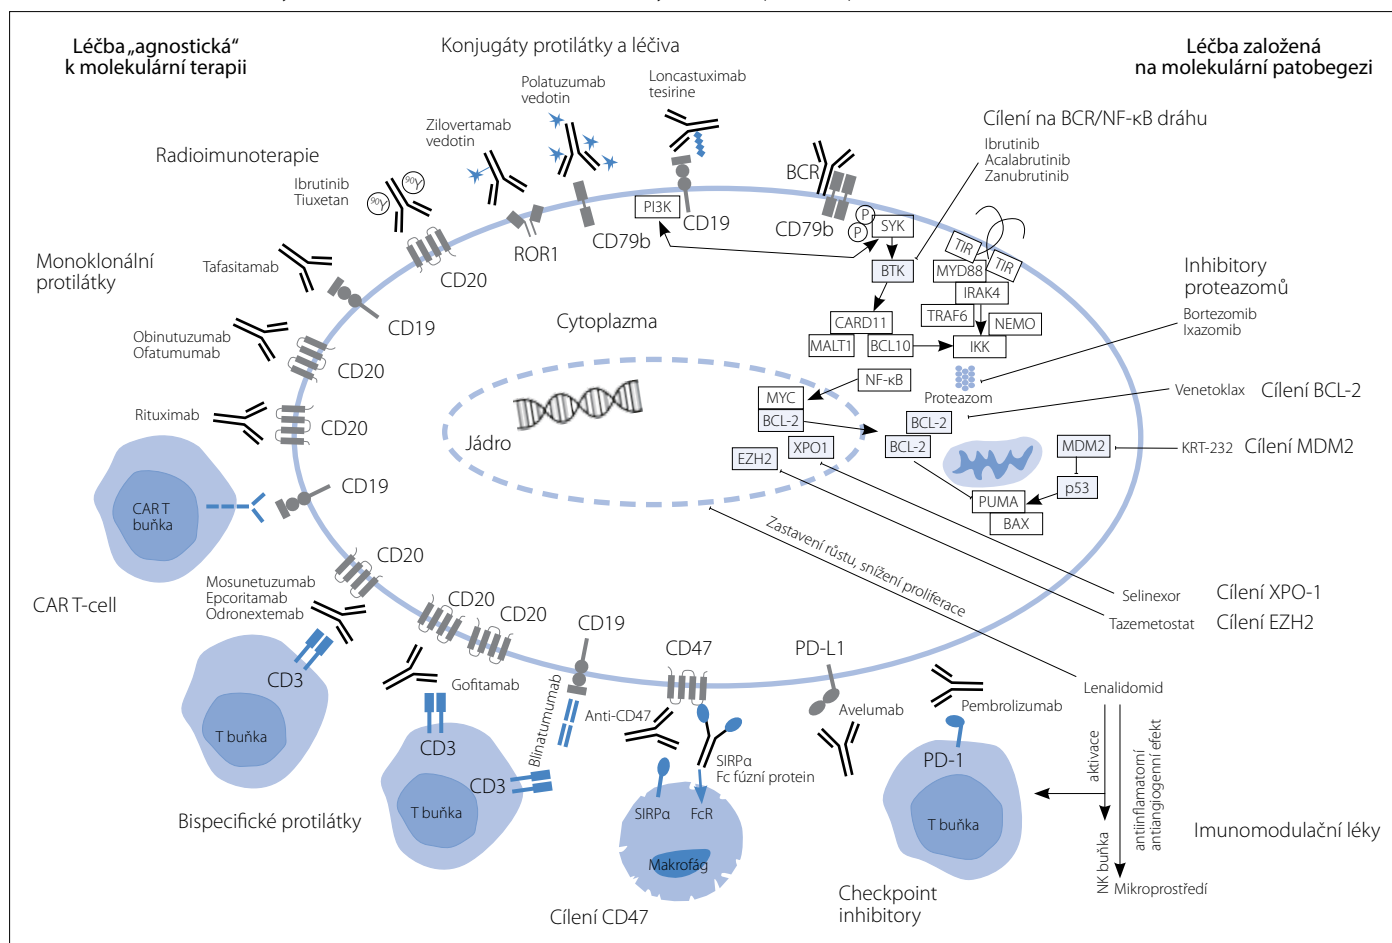 Léčba „agnostická“
k molekulární terapii
Konjugáty protilátky a léčiva
Léčba založená
na molekulární patobegezi
Polatuzumab
vedotin
Loncastuximab
tesirine
Zilovertamab
vedotin
Cílení na BCR/NF-κB dráhu
Ibrutinib
Acalabrutinib
Zanubrutinib
Radioimunoterapie
Ibrutinib
Tiuxetan
90Y
90Y
BCR
PI3K
CD19
CD79b
P
P
SYK
ROR1
CD79b
CD20
TIR
TIR
BTK
MYD88
IRAK4
Monoklonální
protilátky
Tafasitamab
CD19
Inhibitory
proteazomů
Bortezomib
Ixazomib
Cytoplazma
CARD11
TRAF6
NEMO
MALT1
BCL10
IKK
Obinutuzumab
Ofatumumab
CD20
NF-κB
Proteazom
Venetoklax
Cílení BCL-2
MYC
BCL-2
BCL-2
Rituximab
CD20
Jádro
XPO1
EZH2
BCL-2
MDM2
KRT-232
Cílení MDM2
p53
PUMA
BAX
CD19
CAR T
buňka
CAR T-cell
Zastavení růstu, snížení proliferace
CD20
Mosunetuzumab
Epcoritamab
Odronextemab
CD20
CD20
CD19
CD47
PD-L1
Selinexor
Cílení XPO-1
Tazemetostat
Cílení EZH2
CD3
Gofitamab
Blinatumumab
Anti-CD47
Avelumab
Pembrolizumab
Lenalidomid
T buňka
CD3
CD3
SIRPα
Fc fúzní protein
PD-1
aktivace
antiinflamatorní
antiangiogenní efekt
T buňka
SIRPα
FcR
T buňka
Bispecifické protilátky
Imunomodulační léky
Makrofág
NK buňka
Mikroprostředí
Cílení CD47
Checkpoint
inhibitory